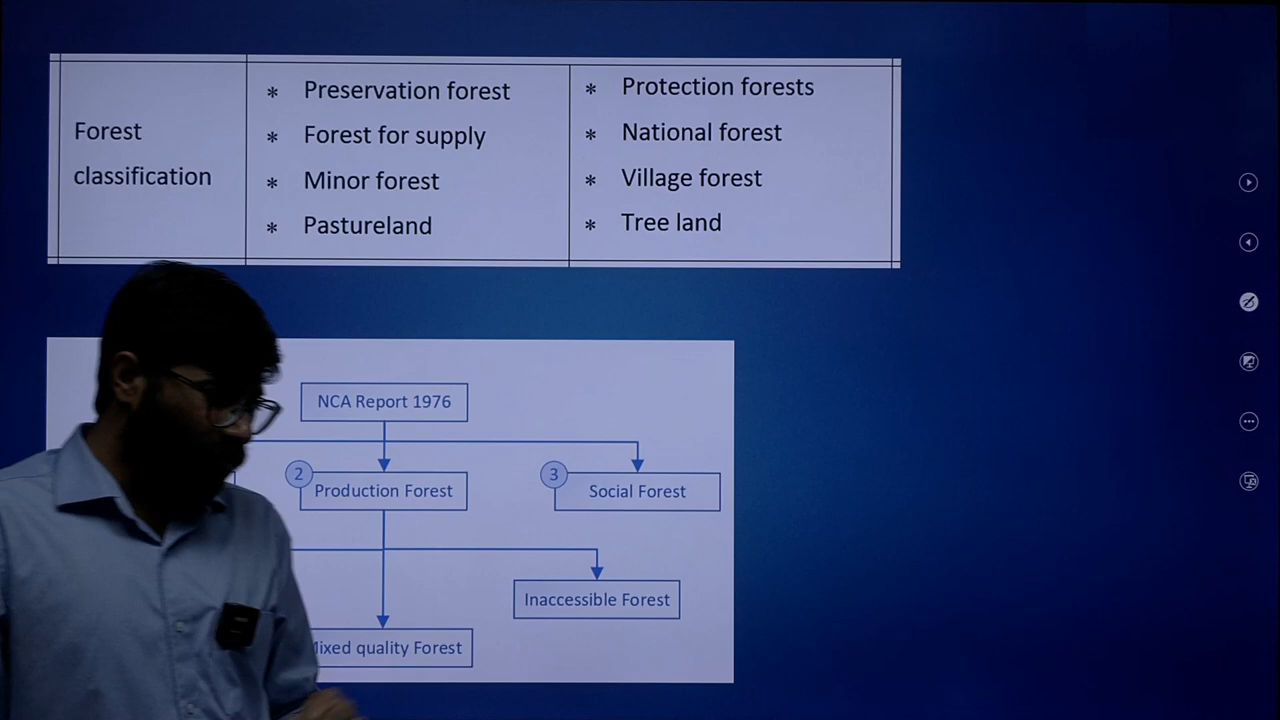 Forest
classification
* Preservation forest
* Forest for supply
* Minor forest
* Pastureland
* Protection forests
* National forest
* Village forest
* Tree land
NCA Report 1976
2
Production Forest
3
Social Forest
Inaccessible Forest
quality Forest